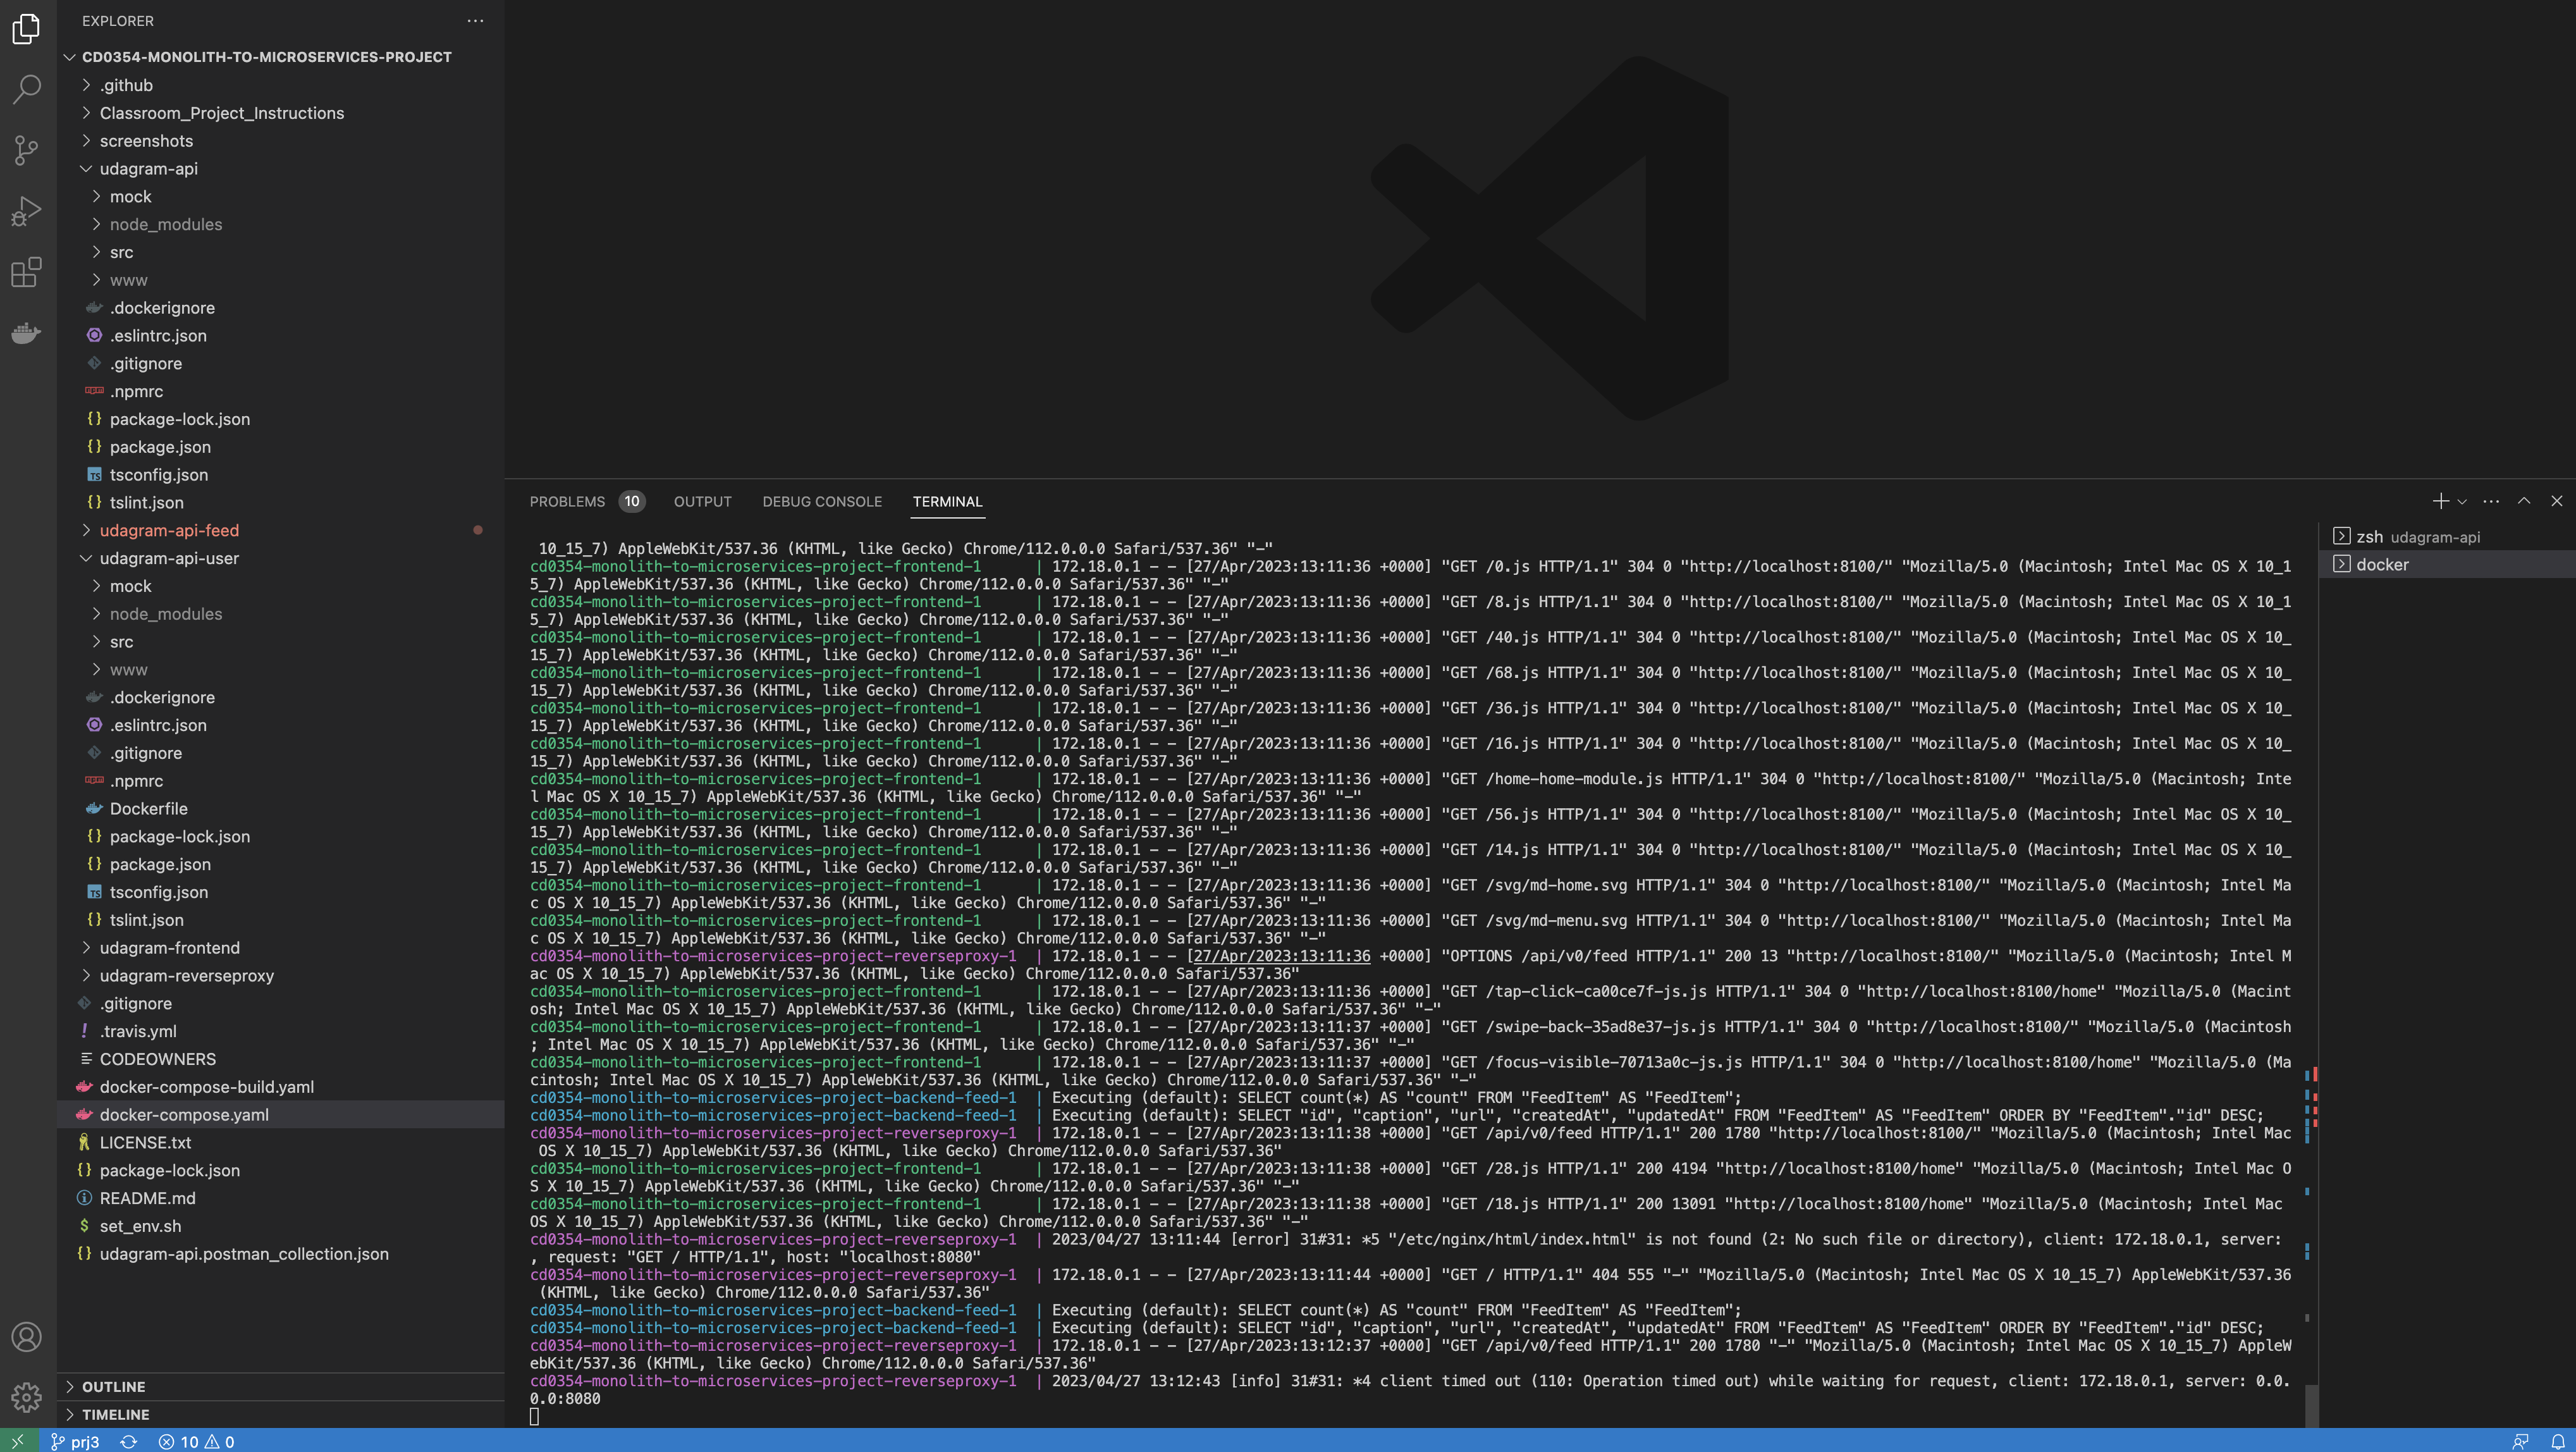 EXPLORER
CD0354-MONOLITH-TO-MICROSERVICES-PROJECT
.github
Classroom_Project_Instructions
screenshots
udagram-api
mock
node_modules
src
www
.dockerignore
.eslintrc.json
.gitignore
.npmrc
package-lock.json
package.json
tsconfig.json
tslint.json
udagram-api-feed
udagram-api-user
mock
node_modules
src
www
.dockerignore
.eslintrc.json
.gitignore
.npmrc
Dockerfile
package-lock.json
package.json
tsconfig.json
tslint.json
udagram-frontend
udagram-reverseproxy
.gitignore
.travis.yml
CODEOWNERS
docker-compose-build.yaml
docker-compose.yaml
LICENSE.txt
package-lock.json
README.md
set_env.sh
udagram-api.postman_collection.json
OUTLINE
TIMELINE
PROBLEMS 10 OUTPUT DEBUG CONSOLE TERMINAL
10_15_7) AppleWebKit/537.36 (KHTML, like Gecko) Chrome/112.0.0.0 Safari/537.36" "-"
cd0354-monolith-to-microservices-project-frontend-1 | 172.18.0.1 - - [27/Apr/2023:13:11:36 +0000] "GET /0.js HTTP/1.1" 304 0 "http://localhost:8100/" "Mozilla/5.0 (Macintosh; Intel Mac OS X 10_1
5_7) AppleWebKit/537.36 (KHTML, like Gecko) Chrome/112.0.0.0 Safari/537.36" "-"
cd0354-monolith-to-microservices-project-frontend-1 | 172.18.0.1 - - [27/Apr/2023:13:11:36 +0000] "GET /8.js HTTP/1.1" 304 0 "http://localhost:8100/" "Mozilla/5.0 (Macintosh; Intel Mac OS X 10_1
5_7) AppleWebKit/537.36 (KHTML, like Gecko) Chrome/112.0.0.0 Safari/537.36" "-"
cd0354-monolith-to-microservices-project-frontend-1 | 172.18.0.1 - - [27/Apr/2023:13:11:36 +0000] "GET /40.js HTTP/1.1" 304 0 "http://localhost:8100/" "Mozilla/5.0 (Macintosh; Intel Mac OS X 10_
15_7) AppleWebKit/537.36 (KHTML, like Gecko) Chrome/112.0.0.0 Safari/537.36" "-"
cd0354-monolith-to-microservices-project-frontend-1 | 172.18.0.1 - - [27/Apr/2023:13:11:36 +0000] "GET /68.js HTTP/1.1" 304 0 "http://localhost:8100/" "Mozilla/5.0 (Macintosh; Intel Mac OS X 10_
15_7) AppleWebKit/537.36 (KHTML, like Gecko) Chrome/112.0.0.0 Safari/537.36" "-"
cd0354-monolith-to-microservices-project-frontend-1 | 172.18.0.1 - - [27/Apr/2023:13:11:36 +0000] "GET /36.js HTTP/1.1" 304 0 "http://localhost:8100/" "Mozilla/5.0 (Macintosh; Intel Mac OS X 10_
15_7) AppleWebKit/537.36 (KHTML, like Gecko) Chrome/112.0.0.0 Safari/537.36" "-"
cd0354-monolith-to-microservices-project-frontend-1 | 172.18.0.1 - - [27/Apr/2023:13:11:36 +0000] "GET /16.js HTTP/1.1" 304 0 "http://localhost:8100/" "Mozilla/5.0 (Macintosh; Intel Mac OS X 10_
15_7) AppleWebKit/537.36 (KHTML, like Gecko) Chrome/112.0.0.0 Safari/537.36" "-"
cd0354-monolith-to-microservices-project-frontend-1 | 172.18.0.1 - - [27/Apr/2023:13:11:36 +0000] "GET /home-home-module.js HTTP/1.1" 304 0 "http://localhost:8100/" "Mozilla/5.0 (Macintosh; Inte
l Mac OS X 10_15_7) AppleWebKit/537.36 (KHTML, like Gecko) Chrome/112.0.0.0 Safari/537.36" "-"
cd0354-monolith-to-microservices-project-frontend-1 | 172.18.0.1 - - [27/Apr/2023:13:11:36 +0000] "GET /56.js HTTP/1.1" 304 0 "http://localhost:8100/" "Mozilla/5.0 (Macintosh; Intel Mac OS X 10_
15_7) AppleWebKit/537.36 (KHTML, like Gecko) Chrome/112.0.0.0 Safari/537.36" "-"
cd0354-monolith-to-microservices-project-frontend-1 | 172.18.0.1 - - [27/Apr/2023:13:11:36 +0000] "GET /14.js HTTP/1.1" 304 0 "http://localhost:8100/" "Mozilla/5.0 (Macintosh; Intel Mac OS X 10_
15_7) AppleWebKit/537.36 (KHTML, like Gecko) Chrome/112.0.0.0 Safari/537.36" "-"
cd0354-monolith-to-microservices-project-frontend-1 | 172.18.0.1 - - [27/Apr/2023:13:11:36 +0000] "GET /svg/md-home.svg HTTP/1.1" 304 0 "http://localhost:8100/" "Mozilla/5.0 (Macintosh; Intel Ma
c OS X 10_15_7) AppleWebKit/537.36 (KHTML, like Gecko) Chrome/112.0.0.0 Safari/537.36" "-"
cd0354-monolith-to-microservices-project-frontend-1 | 172.18.0.1 - - [27/Apr/2023:13:11:36 +0000] "GET /svg/md-menu.svg HTTP/1.1" 304 0 "http://localhost:8100/" "Mozilla/5.0 (Macintosh; Intel Ma
c OS X 10_15_7) AppleWebKit/537.36 (KHTML, like Gecko) Chrome/112.0.0.0 Safari/537.36" "-"
cd0354-monolith-to-microservices-project-reverseproxy-1 | 172.18.0.1 - - [27/Apr/2023:13:11:36 +0000] "OPTIONS /api/v0/feed HTTP/1.1" 200 13 "http://localhost:8100/" "Mozilla/5.0 (Macintosh; Intel M
ac OS X 10_15_7) AppleWebKit/537.36 (KHTML, like Gecko) Chrome/112.0.0.0 Safari/537.36"
cd0354-monolith-to-microservices-project-frontend-1 | 172.18.0.1 - - [27/Apr/2023:13:11:36 +0000] "GET /tap-click-ca00ce7f-js.js HTTP/1.1" 304 0 "http://localhost:8100/home" "Mozilla/5.0 (Macint
osh; Intel Mac OS X 10_15_7) AppleWebKit/537.36 (KHTML, like Gecko) Chrome/112.0.0.0 Safari/537.36" "-"
cd0354-monolith-to-microservices-project-frontend-1 | 172.18.0.1 - - [27/Apr/2023:13:11:37 +0000] "GET /swipe-back-35ad8e37-js.js HTTP/1.1" 304 0 "http://localhost:8100/" "Mozilla/5.0 (Macintosh
; Intel Mac OS X 10_15_7) AppleWebKit/537.36 (KHTML, like Gecko) Chrome/112.0.0.0 Safari/537.36" "-"
cd0354-monolith-to-microservices-project-frontend-1 | 172.18.0.1 - - [27/Apr/2023:13:11:37 +0000] "GET /focus-visible-70713a0c-js.js HTTP/1.1" 304 0 "http://localhost:8100/home" "Mozilla/5.0 (Ma
cintosh; Intel Mac OS X 10_15_7) AppleWebKit/537.36 (KHTML, like Gecko) Chrome/112.0.0.0 Safari/537.36" "-"
cd0354-monolith-to-microservices-project-backend-feed-1 | Executing (default): SELECT count(*) AS "count" FROM "FeedItem" AS "FeedItem";
cd0354-monolith-to-microservices-project-backend-feed-1 | Executing (default): SELECT "id", "caption", "url", "createdAt", "updatedAt" FROM "FeedItem" AS "FeedItem" ORDER BY "FeedItem"."id" DESC;
cd0354-monolith-to-microservices-project-reverseproxy-1 | 172.18.0.1 - - [27/Apr/2023:13:11:38 +0000] "GET /api/v0/feed HTTP/1.1" 200 1780 "http://localhost:8100/" "Mozilla/5.0 (Macintosh; Intel Mac
OS X 10_15_7) AppleWebKit/537.36 (KHTML, like Gecko) Chrome/112.0.0.0 Safari/537.36"
cd0354-monolith-to-microservices-project-frontend-1 | 172.18.0.1 - - [27/Apr/2023:13:11:38 +0000] "GET /28.js HTTP/1.1" 200 4194 "http://localhost:8100/home" "Mozilla/5.0 (Macintosh; Intel Mac O
S X 10_15_7) AppleWebKit/537.36 (KHTML, like Gecko) Chrome/112.0.0.0 Safari/537.36" "-"
cd0354-monolith-to-microservices-project-frontend-1 | 172.18.0.1 - - [27/Apr/2023:13:11:38 +0000] "GET /18.js HTTP/1.1" 200 13091 "http://localhost:8100/home" "Mozilla/5.0 (Macintosh; Intel Mac
OS X 10_15_7) AppleWebKit/537.36 (KHTML, like Gecko) Chrome/112.0.0.0 Safari/537.36" "-"
cd0354-monolith-to-microservices-project-reverseproxy-1 | 2023/04/27 13:11:44 [error] 31#31: *5 "/etc/nginx/html/index.html" is not found (2: No such file or directory), client: 172.18.0.1, server:
, request: "GET / HTTP/1.1", host: "localhost:8080"
cd0354-monolith-to-microservices-project-reverseproxy-1 | 172.18.0.1 - - [27/Apr/2023:13:11:44 +0000] "GET / HTTP/1.1" 404 555 "-" "Mozilla/5.0 (Macintosh; Intel Mac OS X 10_15_7) AppleWebKit/537.36
(KHTML, like Gecko) Chrome/112.0.0.0 Safari/537.36"
cd0354-monolith-to-microservices-project-backend-feed-1 | Executing (default): SELECT count(*) AS "count" FROM "FeedItem" AS "FeedItem";
cd0354-monolith-to-microservices-project-backend-feed-1 | Executing (default): SELECT "id", "caption", "url", "createdAt", "updatedAt" FROM "FeedItem" AS "FeedItem" ORDER BY "FeedItem"."id" DESC;
cd0354-monolith-to-microservices-project-reverseproxy-1 | 172.18.0.1 - - [27/Apr/2023:13:12:37 +0000] "GET /api/v0/feed HTTP/1.1" 200 1780 "-" "Mozilla/5.0 (Macintosh; Intel Mac OS X 10_15_7) AppleW
ebKit/537.36 (KHTML, like Gecko) Chrome/112.0.0.0 Safari/537.36"
cd0354-monolith-to-microservices-project-reverseproxy-1 | 2023/04/27 13:12:43 [info] 31#31: *4 client timed out (110: Operation timed out) while waiting for request, client: 172.18.0.1, server: 0.0.
0.0:8080
zsh udagram-api
docker
prj3 10 0